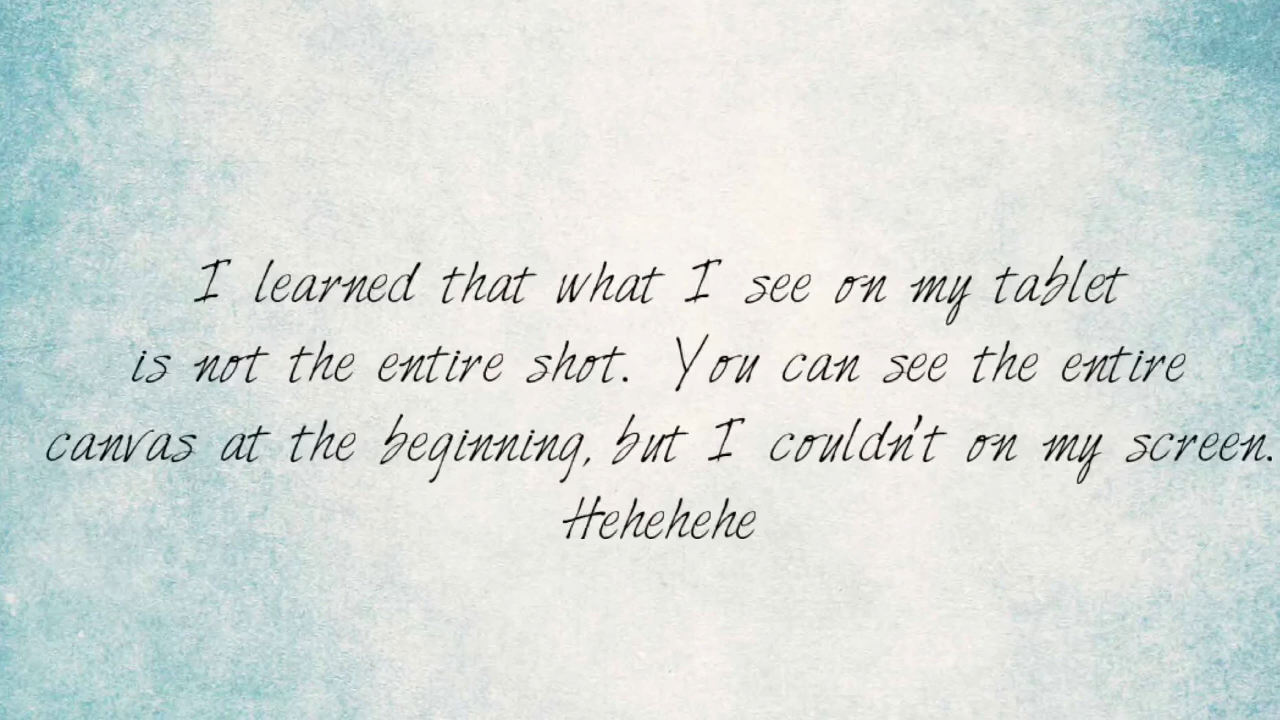 I learned that what I see on my tablet
is not the entire shot. You can see the entire
canvas at the beginning, but I couldn't on my screen.
Hehehehe